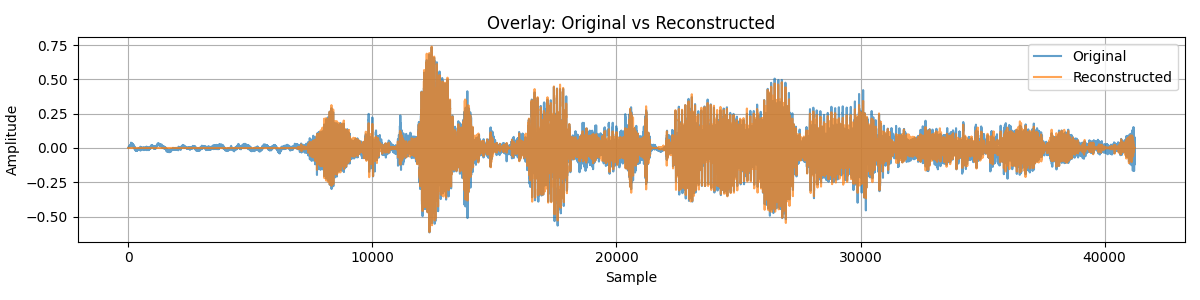 Overlay: Original vs Reconstructed
0.75
0.50
0.25
0.00
−0.25
−0.50
Amplitude
Original
Reconstructed
0 10000 20000 30000 40000
Sample